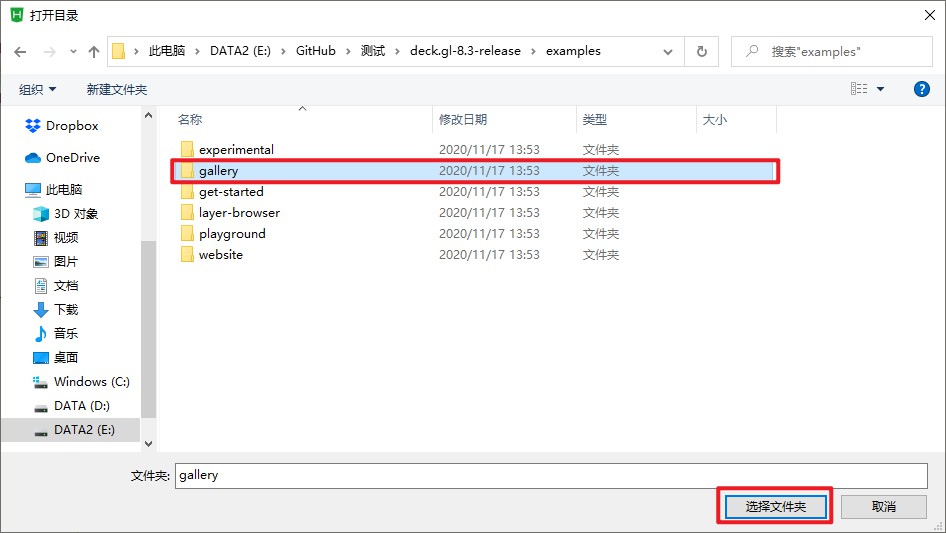 打开目录
此电脑 DATA2 (E:) GitHub 测试 deck.gl-8.3-release examples
搜索"examples"
组织 新建文件夹
名称 修改日期 类型 大小
Dropbox
OneDrive
此电脑
3D 对象
视频
图片
文档
下载
音乐
桌面
Windows (C:)
DATA (D:)
DATA2 (E:)
experimental 2020/11/17 13:53 文件夹
gallery 2020/11/17 13:53 文件夹
get-started 2020/11/17 13:53 文件夹
layer-browser 2020/11/17 13:53 文件夹
playground 2020/11/17 13:53 文件夹
website 2020/11/17 13:53 文件夹
文件夹: gallery
选择文件夹 取消